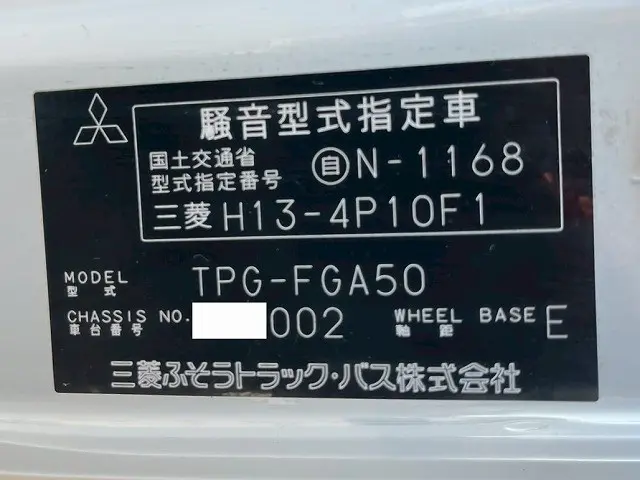 騒音型式指定車
国土交通省
型式指定番号 自N-1168
三菱 H13-4P10F1
MODEL TPG-FGA50
型式
CHASSIS NO. 002 WHEEL BASE E
車台番号 軸距
三菱ふそうトラック・バス株式会社